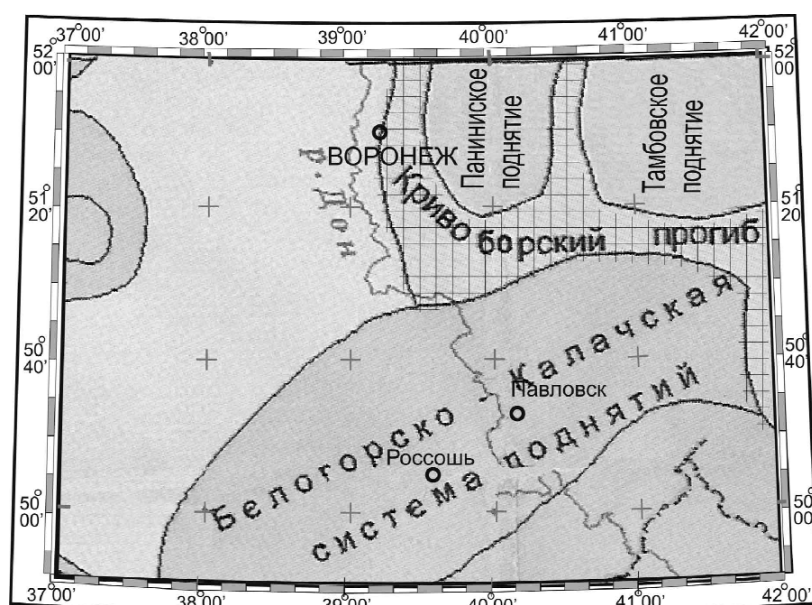 37°00' 38°00' 39°00' 40°00' 41°00' 42°00'
52°00' 52°00'
Панинское
поднятие
Тамбовское
поднятие
ВОРОНЕЖ
р. Дон
51°20' 51°20'
Криво борский прогиб
50°40' 50°40'
Калачская
Павловск
Белогорско
Россошь
система поднятий
50°00' 50°00'
37°00' 38°00' 39°00' 40°00' 41°00' 42°00'